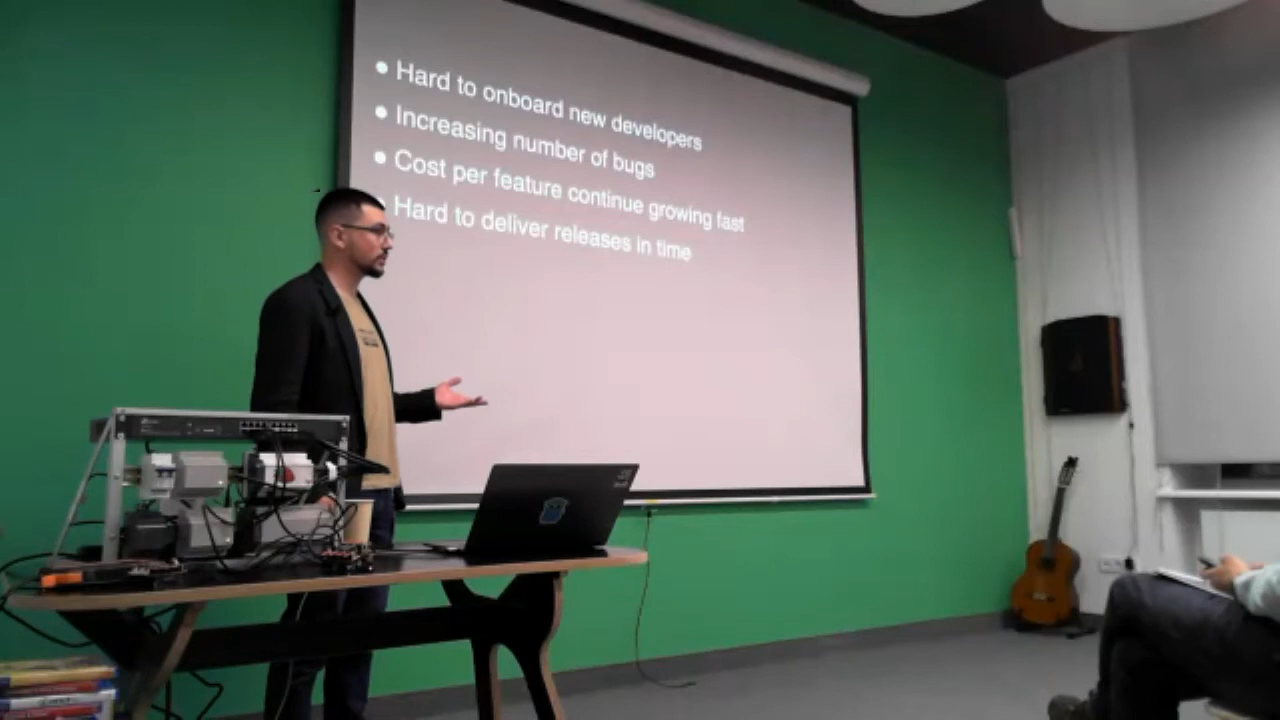 Hard to onboard new developers
Increasing number of bugs
Cost per feature continue growing fast
Hard to deliver releases in time